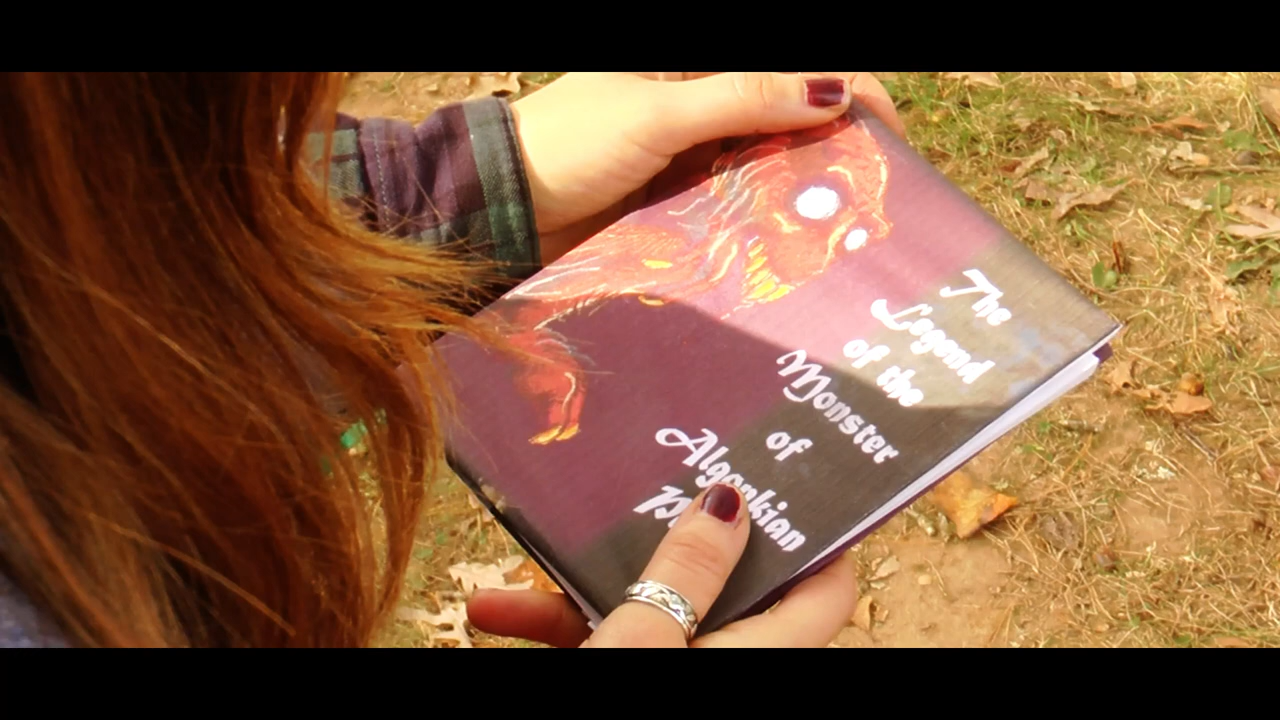 The
Legend
of the
Monster
of
Algonkian